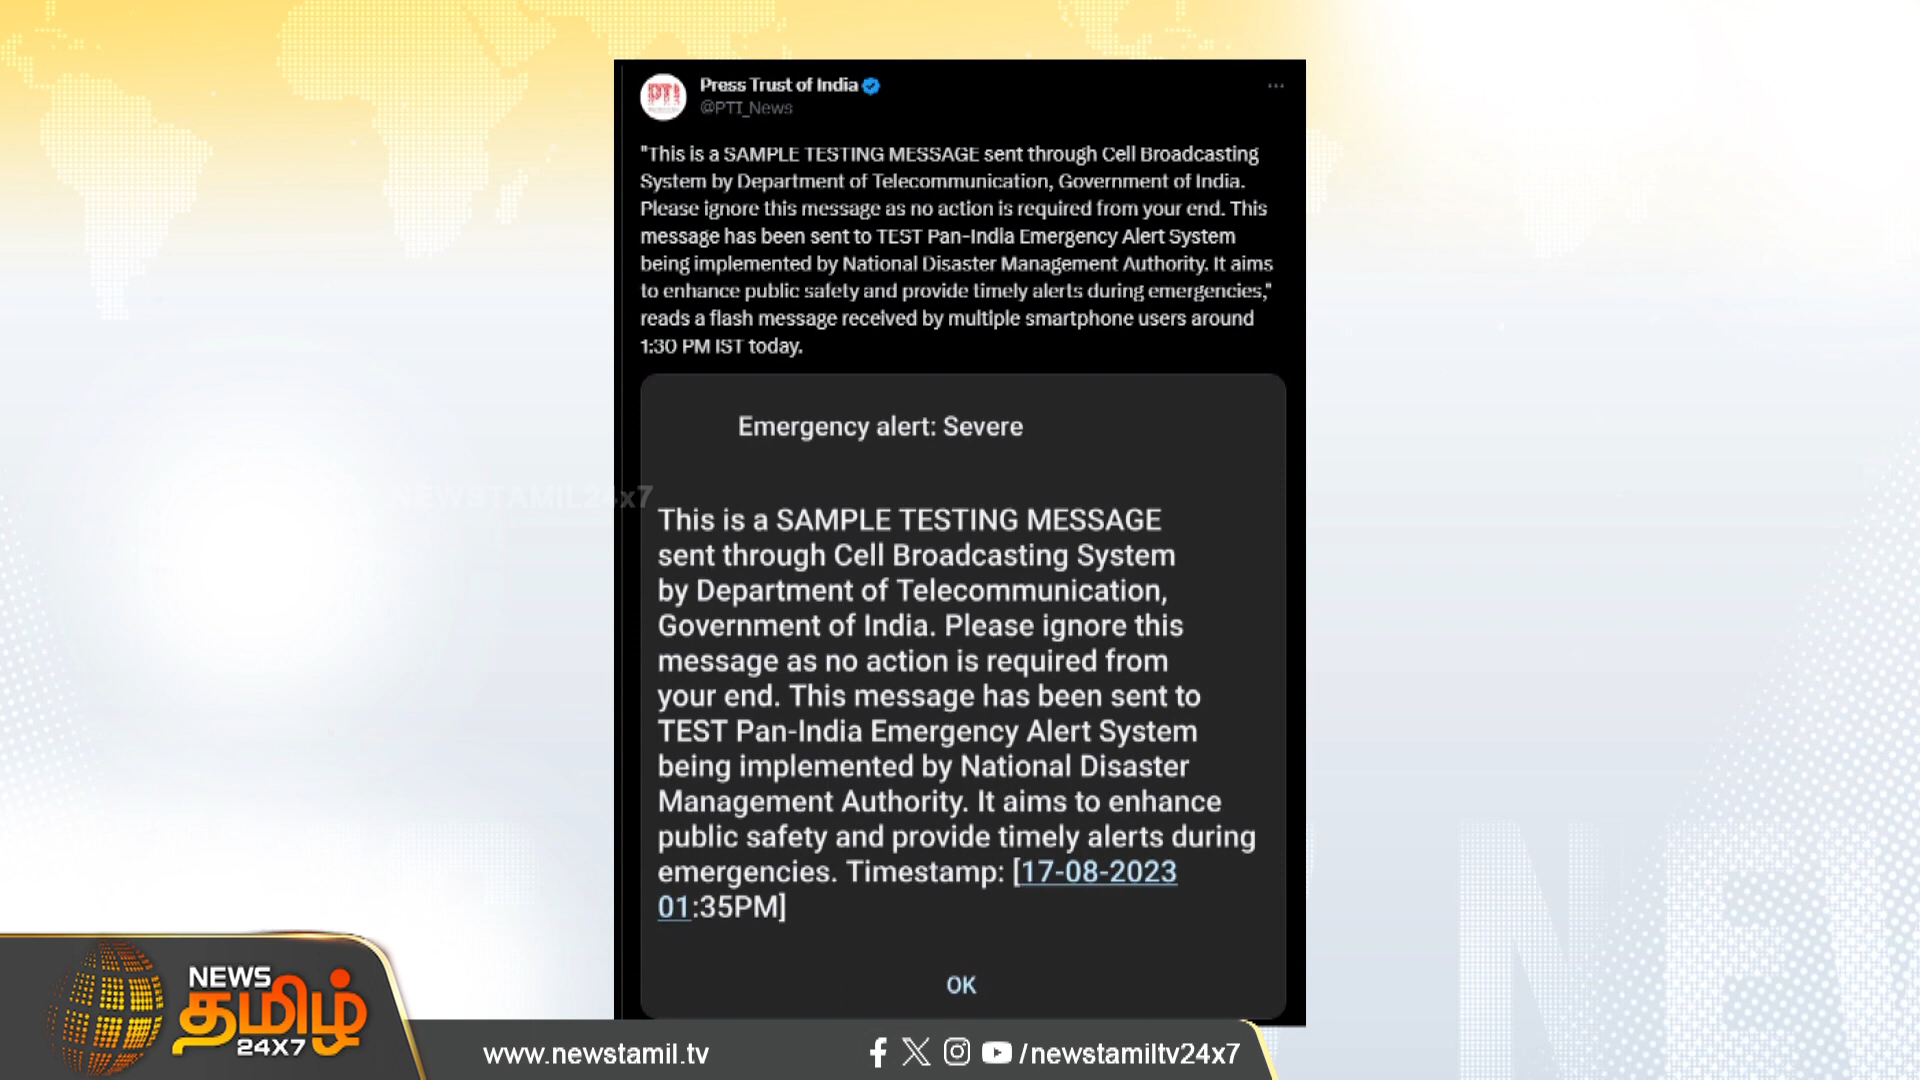 Press Trust of India
@PTI_News
"This is a SAMPLE TESTING MESSAGE sent through Cell Broadcasting
System by Department of Telecommunication, Government of India.
Please ignore this message as no action is required from your end. This
message has been sent to TEST Pan-India Emergency Alert System
being implemented by National Disaster Management Authority. It aims
to enhance public safety and provide timely alerts during emergencies,"
reads a flash message received by multiple smartphone users around
1:30 PM IST today.
Emergency alert: Severe
NEWSTAMIL24x7
This is a SAMPLE TESTING MESSAGE
sent through Cell Broadcasting System
by Department of Telecommunication,
Government of India. Please ignore this
message as no action is required from
your end. This message has been sent to
TEST Pan-India Emergency Alert System
being implemented by National Disaster
Management Authority. It aims to enhance
public safety and provide timely alerts during
emergencies. Timestamp: [17-08-2023
01:35PM]
OK
NEWS
தமிழ்
24X7
www.newstamil.tv
/newstamiltv24x7